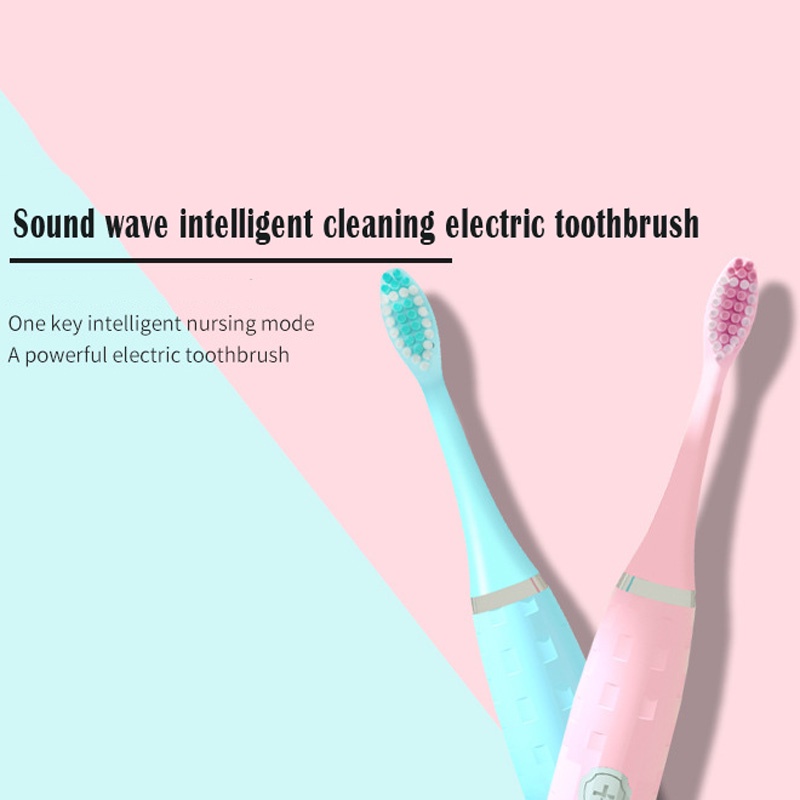 Sound wave intelligent cleaning electric toothbrush
One key intelligent nursing mode
A powerful electric toothbrush